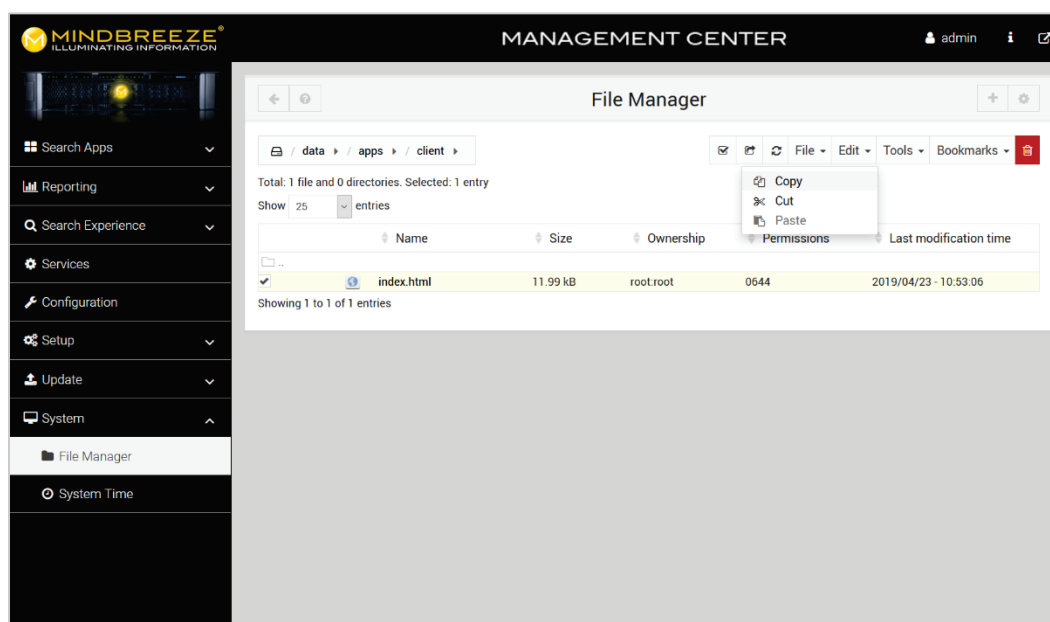 MINDBREEZE®
ILLUMINATING INFORMATION
MANAGEMENT CENTER
admin
Search Apps
Reporting
Search Experience
Services
Configuration
Setup
Update
System
File Manager
System Time
File Manager
/ data / apps / client
File Edit Tools Bookmarks
Total: 1 file and 0 directories. Selected: 1 entry
Copy
Cut
Paste
Show 25 entries
Name Size Ownership Permissions Last modification time
..
index.html 11.99 kB root:root 0644 2019/04/23 - 10:53:06
Showing 1 to 1 of 1 entries